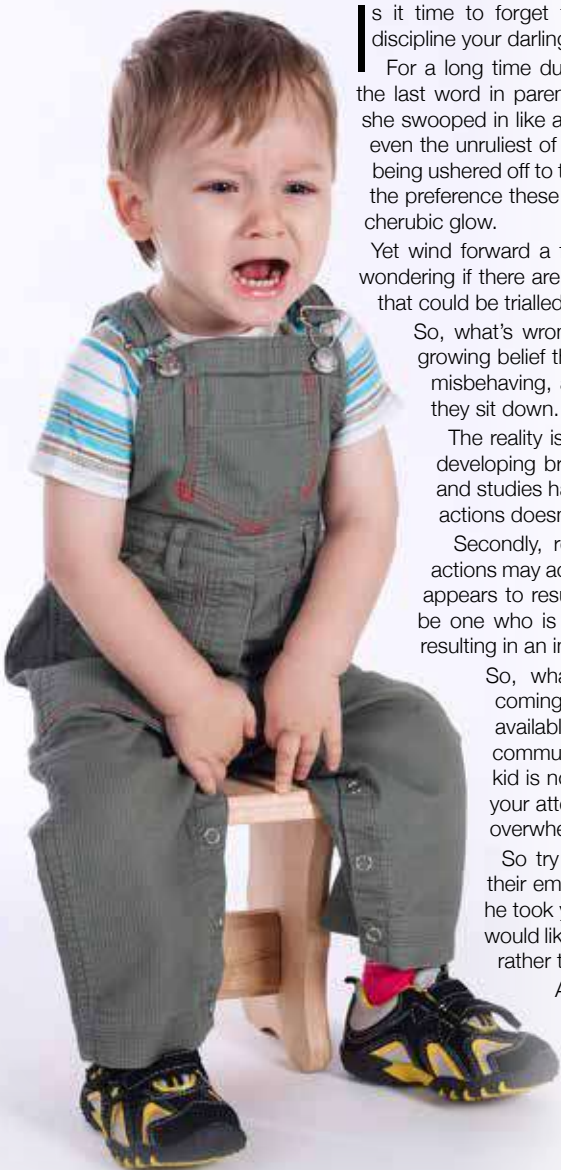 Is it time to forget t
discipline your darling
For a long time du
the last word in paren
she swooped in like a
even the unruliest of
being ushered off to t
the preference these
cherubic glow.
Yet wind forward a f
wondering if there are
that could be trialled
So, what’s wron
growing belief th
misbehaving, a
they sit down.
The reality is
developing br
and studies ha
actions doesn
Secondly, re
actions may ac
appears to resu
be one who is
resulting in an in
So, wha
coming
available
commu
kid is no
your atte
overwhe
So try
their em
he took y
would lik
rather t
A